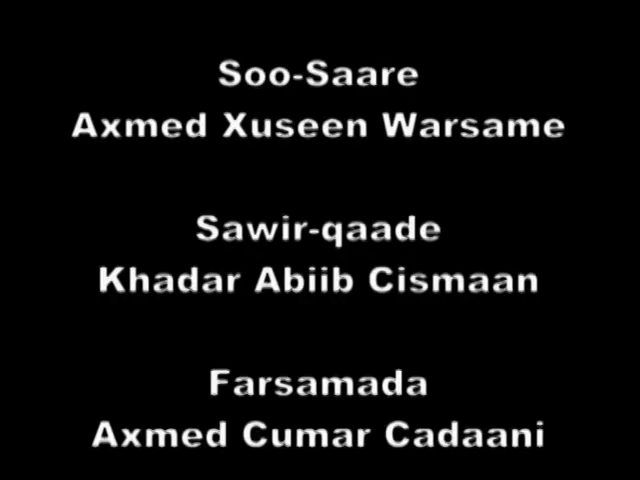 Soo-Saare
Axmed Xuseen Warsame
Sawir-qaade
Khadar Abiib Cismaan
Farsamada
Axmed Cumar Cadaani